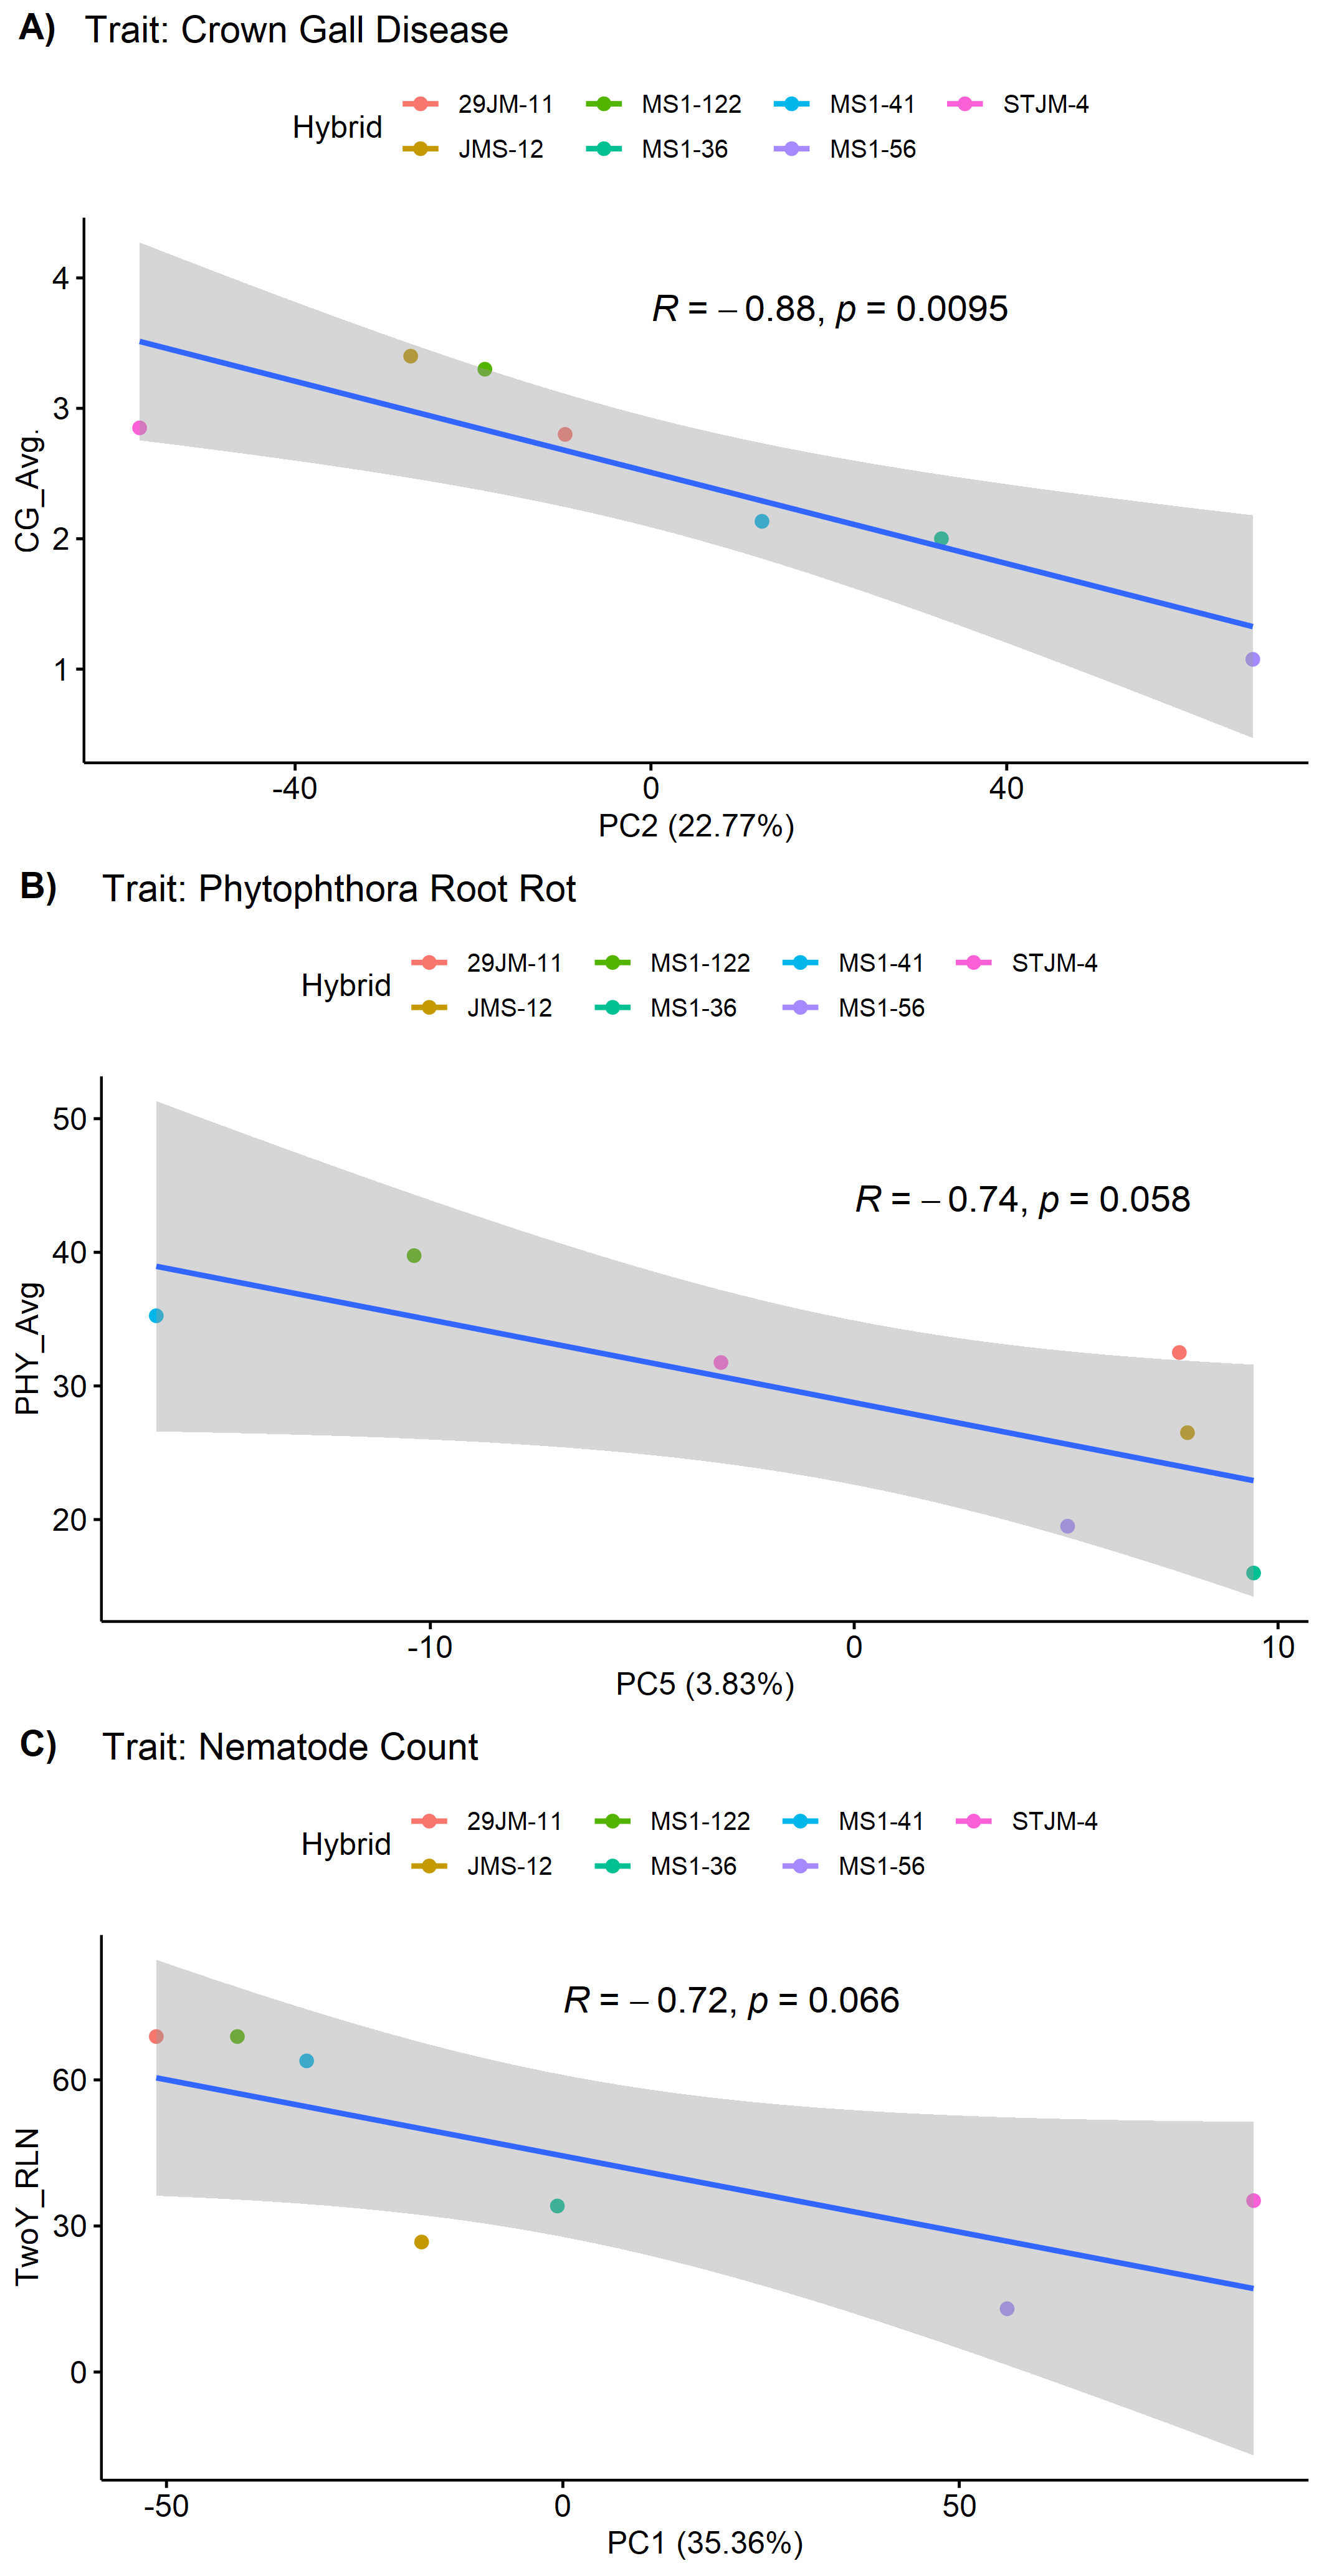 A) Trait: Crown Gall Disease
Hybrid
29JM-11 MS1-122 MS1-41 STJM-4
JMS-12 MS1-36 MS1-56
R = − 0.88, p = 0.0095
CG_Avg.
4
3
2
1
-40 0 40
PC2 (22.77%)
B) Trait: Phytophthora Root Rot
Hybrid
29JM-11 MS1-122 MS1-41 STJM-4
JMS-12 MS1-36 MS1-56
R = − 0.74, p = 0.058
PHY_Avg
50
40
30
20
-10 0 10
PC5 (3.83%)
C) Trait: Nematode Count
Hybrid
29JM-11 MS1-122 MS1-41 STJM-4
JMS-12 MS1-36 MS1-56
R = − 0.72, p = 0.066
TwoY_RLN
60
30
0
-50 0 50
PC1 (35.36%)